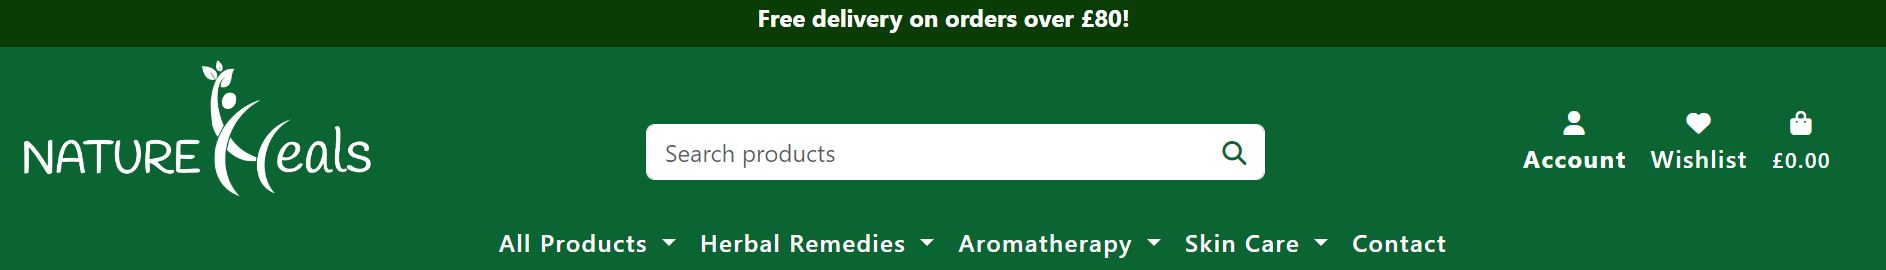 Free delivery on orders over £80!
NATURE Heals
Search products
Account
Wishlist
£0.00
All Products Herbal Remedies Aromatherapy Skin Care Contact